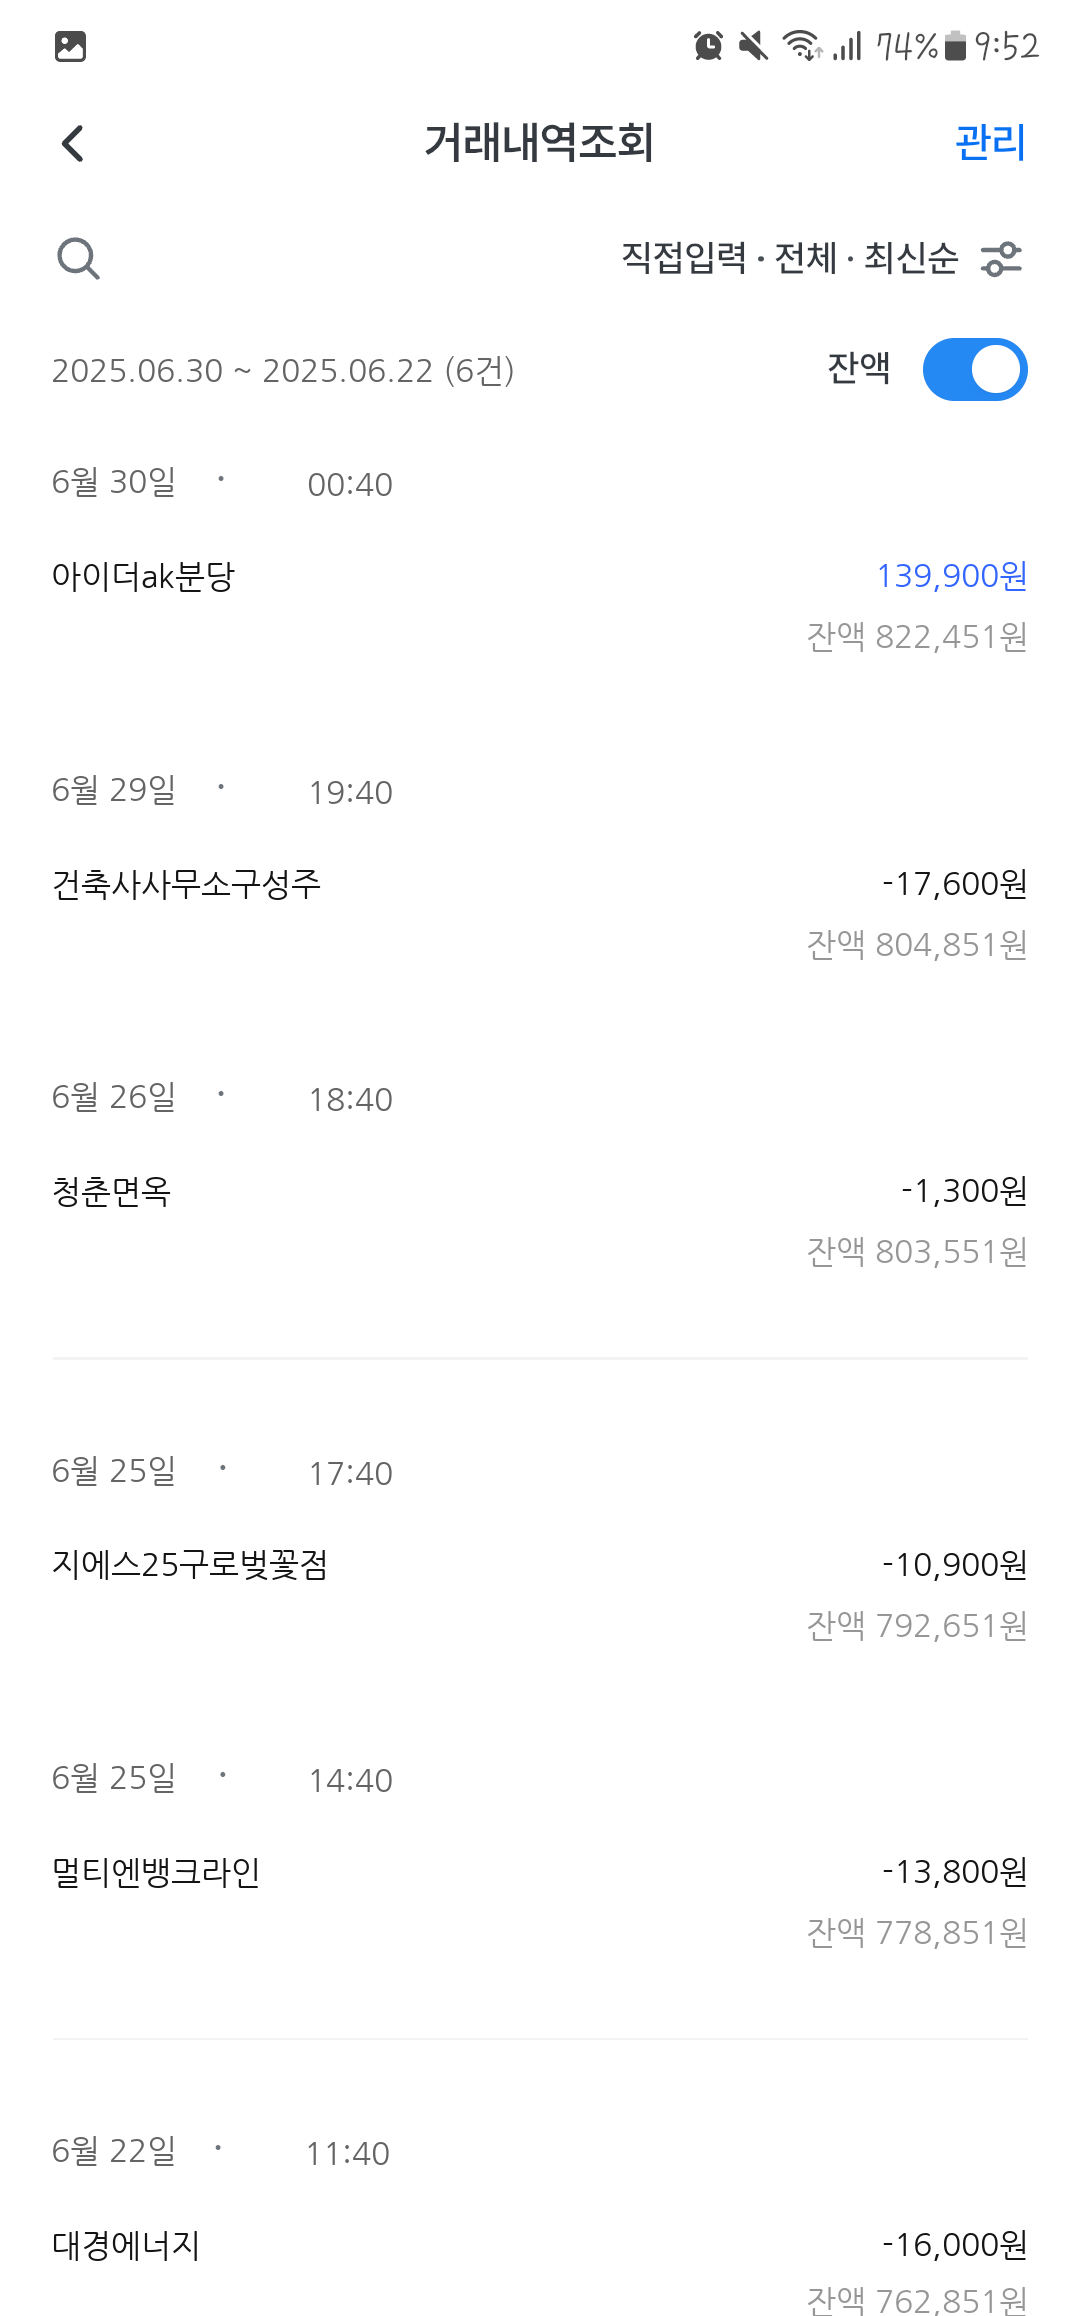 74% 9:52
거래내역조회 관리
직접입력 · 전체 · 최신순
2025.06.30 ~ 2025.06.22 (6건) 잔액
6월 30일 · 00:40
아이더ak분당 139,900원
잔액 822,451원
6월 29일 · 19:40
건축사사무소구성주 -17,600원
잔액 804,851원
6월 26일 · 18:40
청춘면옥 -1,300원
잔액 803,551원
6월 25일 · 17:40
지에스25구로벚꽃점 -10,900원
잔액 792,651원
6월 25일 · 14:40
멀티엔뱅크라인 -13,800원
잔액 778,851원
6월 22일 · 11:40
대경에너지 -16,000원
잔액 762,851원